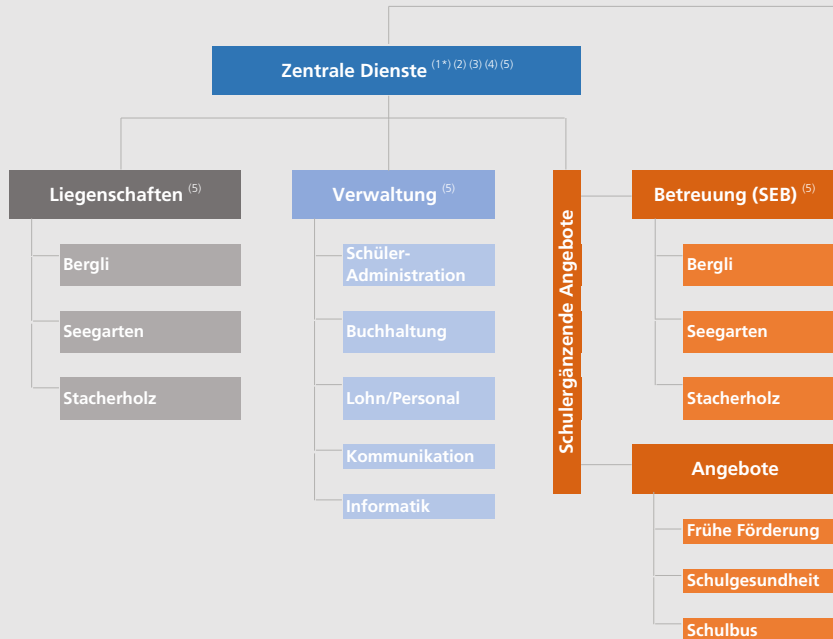 Zentrale Dienste (1*) (2) (3) (4) (5)
Liegenschaften (5)
Bergli
Seegarten
Stacherholz
Verwaltung (5)
Schüler-
Administration
Buchhaltung
Lohn/Personal
Kommunikation
Informatik
Schulergänzende Angebote
Betreuung (SEB) (5)
Bergli
Seegarten
Stacherholz
Angebote
Frühe Förderung
Schulgesundheit
Schulbus